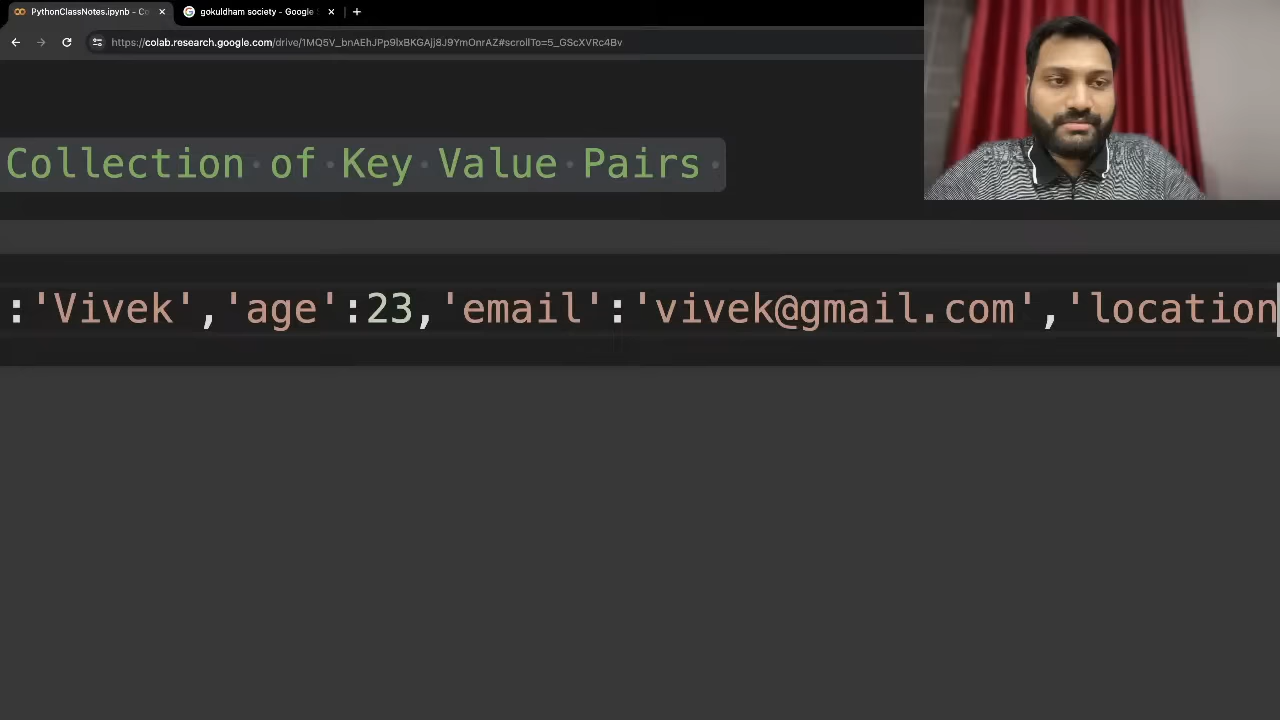 PythonClassNotes.ipynb - Co
gokuldham society - Google
https://colab.research.google.com/drive/1MQ5V_bnAEhJPp9lxBKGAjj8J9YmOnrAZ#scrollTo=5_GScXVRc4Bv
Collection of Key Value Pairs
:'Vivek','age':23,'email':'vivek@gmail.com','location